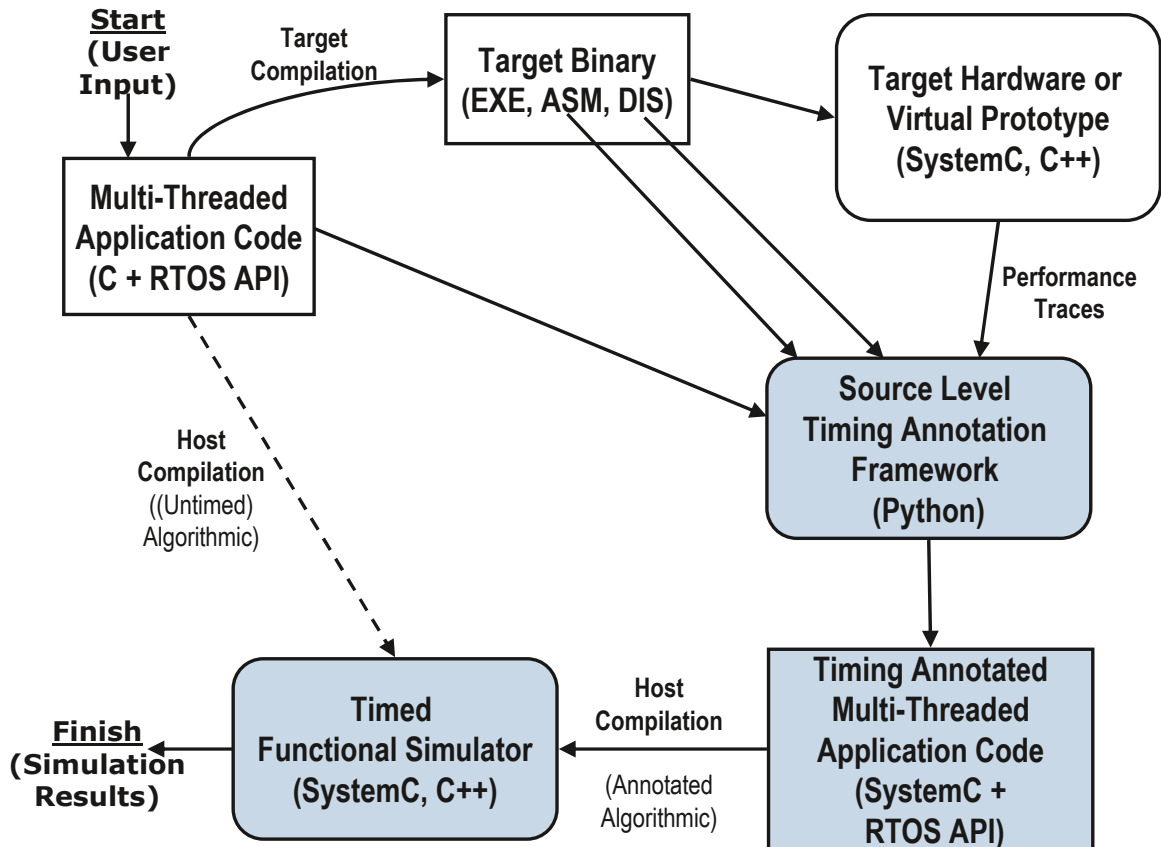 Start
(User
Input)
Target
Compilation
Target Binary
(EXE, ASM, DIS)
Target Hardware or
Virtual Prototype
(SystemC, C++)
Multi-Threaded
Application Code
(C + RTOS API)
Performance
Traces
Source Level
Timing Annotation
Framework
(Python)
Host
Compilation
((Untimed)
Algorithmic)
Timing Annotated
Multi-Threaded
Application Code
(SystemC +
RTOS API)
Host
Compilation
(Annotated
Algorithmic)
Timed
Functional Simulator
(SystemC, C++)
Finish
(Simulation
Results)